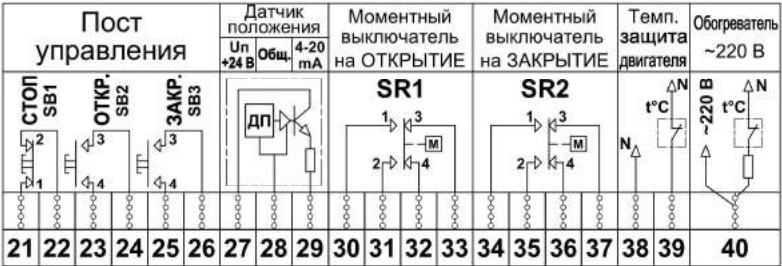 Пост
управления
Датчик
положения
Uп
+24 В
Общ.
4-20
mA
Моментный
выключатель
на ОТКРЫТИЕ
Моментный
выключатель
на ЗАКРЫТИЕ
Темп.
защита
двигателя
Обогреватель
~220 В
СТОП
SB1
2
1
ОТКР.
SB2
3
4
ЗАКР.
SB3
3
4
ДП
SR1
1 3
М
2 4
SR2
1 3
М
2 4
N
N
t°C
~220 В
N
t°C
21 22 23 24 25 26 27 28 29 30 31 32 33 34 35 36 37 38 39 40